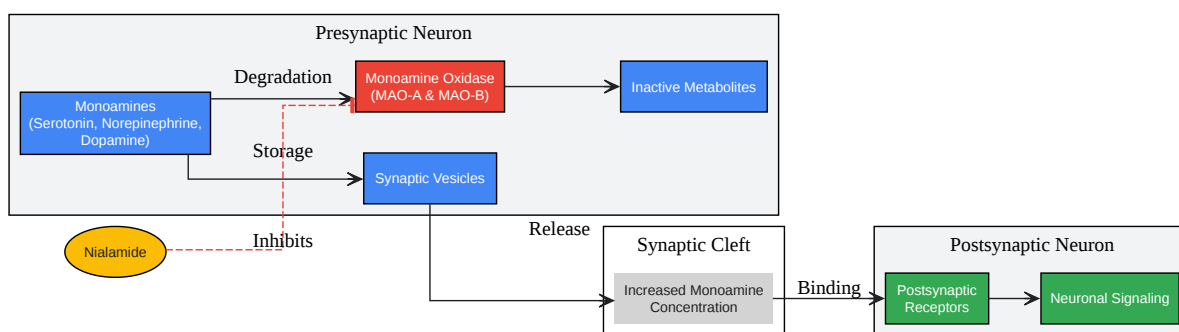 Presynaptic Neuron
Degradation
Monoamine Oxidase
(MAO-A & MAO-B)
Inactive Metabolites
Monoamines
(Serotonin, Norepinephrine,
Dopamine)
Storage
Synaptic Vesicles
Nialamide
Inhibits
Release
Synaptic Cleft
Increased Monoamine
Concentration
Binding
Postsynaptic Neuron
Postsynaptic
Receptors
Neuronal Signaling